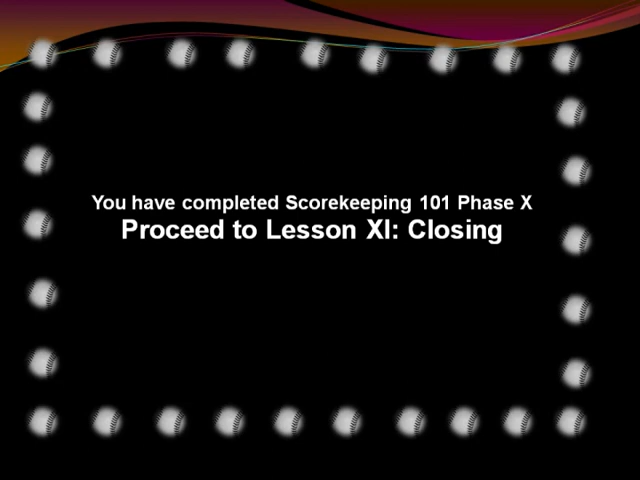 You have completed Scorekeeping 101 Phase X
Proceed to Lesson XI: Closing